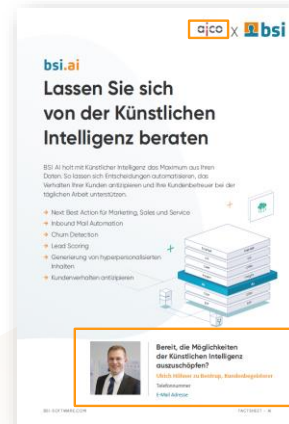 ajco x bsi
bsi.ai
Lassen Sie sich
von der Künstlichen
Intelligenz beraten
BSI AI holt mit Künstlicher Intelligenz das Maximum aus Ihren
Daten. So lassen sich Entscheidungen automatisieren, das
Verhalten Ihrer Kunden antizipieren und Ihre Kundenbetreuer bei der
täglichen Arbeit unterstützen.
→ Next Best Action für Marketing, Sales und Service
→ Inbound Mail Automation
→ Churn Detection
→ Lead Scoring
→ Generierung von hyperpersonalisierten
Inhalten
→ Kundenverhalten antizipieren
Bereit, die Möglichkeiten
der Künstlichen Intelligenz
auszuschöpfen?
Telefonnummer
E-Mail Adresse
BSI-SOFTWARE.COM
FACTSHEET